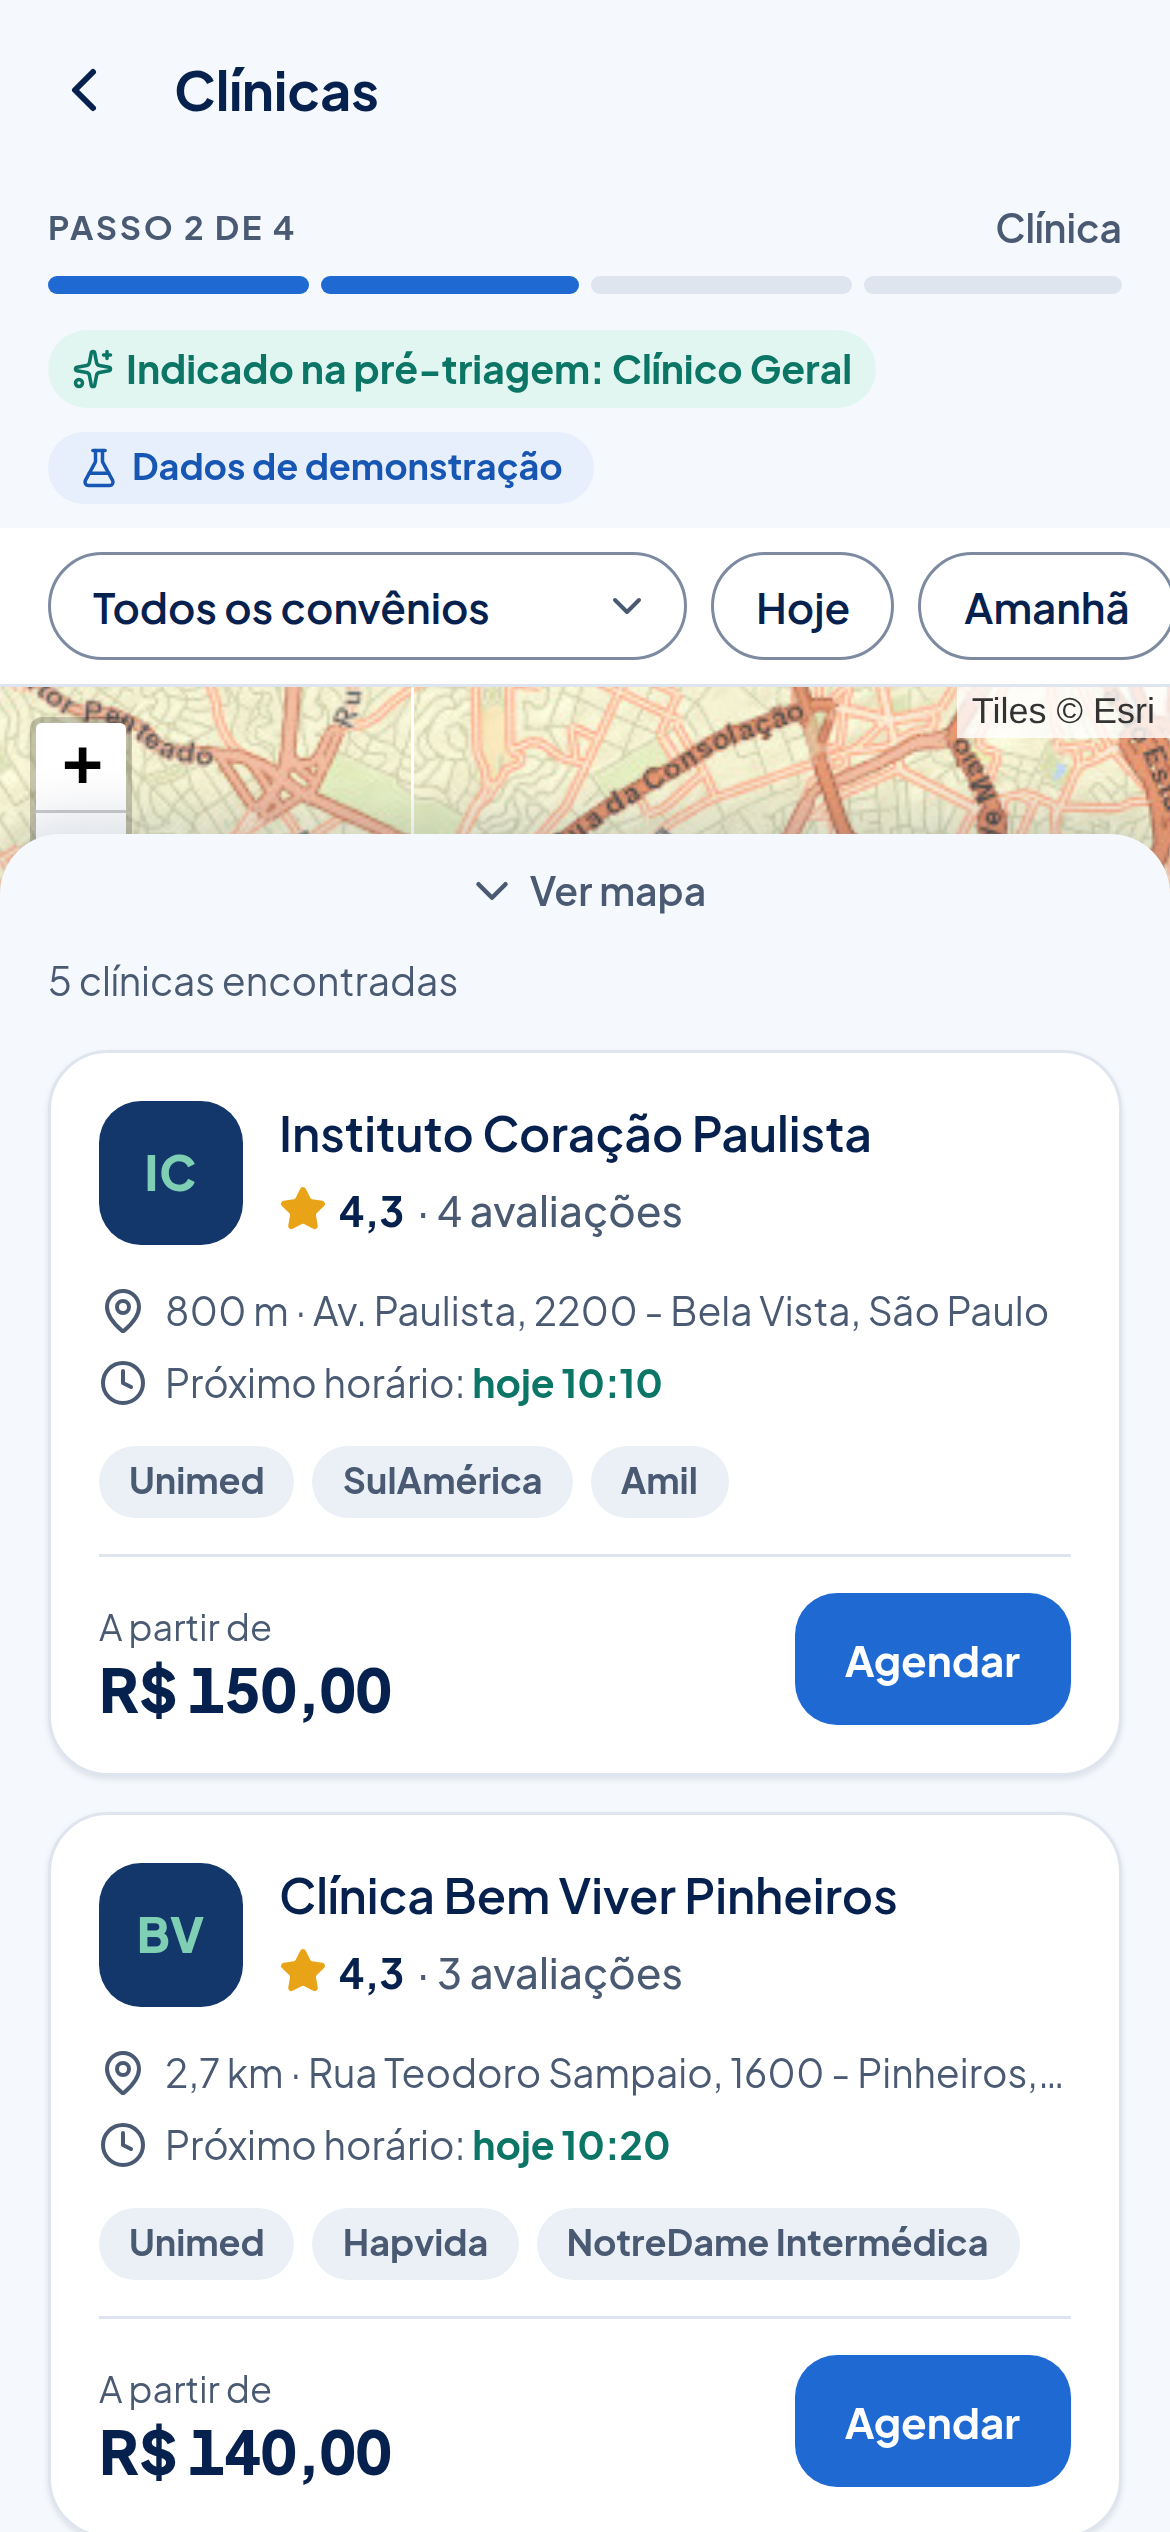 Clínicas
PASSO 2 DE 4
Clínica
Indicado na pré-triagem: Clínico Geral
Dados de demonstração
Todos os convênios
Hoje
Amanhã
Penteado
Ru
da Consolação
Tiles © Esri
+
Ver mapa
5 clínicas encontradas
IC
Instituto Coração Paulista
4,3 · 4 avaliações
800 m · Av. Paulista, 2200 - Bela Vista, São Paulo
Próximo horário: hoje 10:10
Unimed
SulAmérica
Amil
A partir de
R$ 150,00
Agendar
BV
Clínica Bem Viver Pinheiros
4,3 · 3 avaliações
2,7 km · Rua Teodoro Sampaio, 1600 - Pinheiros,...
Próximo horário: hoje 10:20
Unimed
Hapvida
NotreDame Intermédica
A partir de
R$ 140,00
Agendar